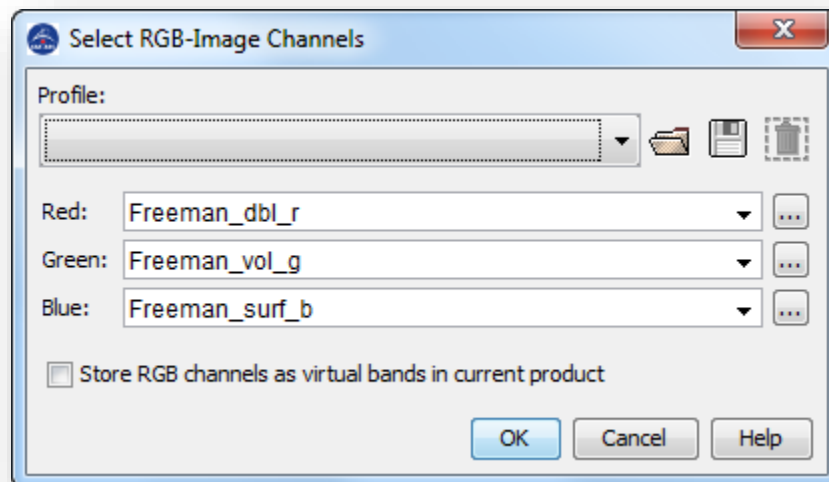 Select RGB-Image Channels
Profile:
Red: Freeman_dbl_r ...
Green: Freeman_vol_g ...
Blue: Freeman_surf_b ...
Store RGB channels as virtual bands in current product
OK Cancel Help